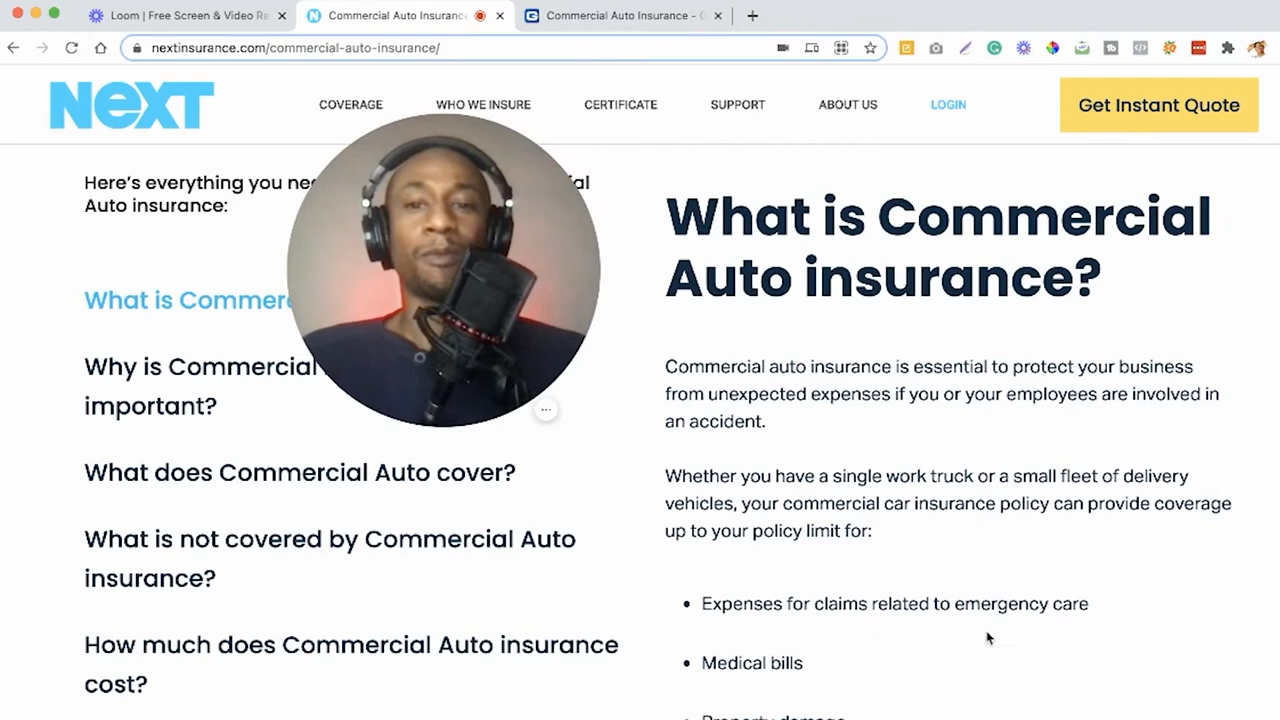 Loom | Free Screen & Video Re
Commercial Auto Insurance
Commercial Auto Insurance - G
nextinsurance.com/commercial-auto-insurance/
NEXT
COVERAGE
WHO WE INSURE
CERTIFICATE
SUPPORT
ABOUT US
LOGIN
Get Instant Quote
Here's everything you nee
ial
Auto insurance:
What is Commerc
Why is Commercial
important?
What does Commercial Auto cover?
What is not covered by Commercial Auto
insurance?
How much does Commercial Auto insurance
cost?
What is Commercial
Auto insurance?
Commercial auto insurance is essential to protect your business
from unexpected expenses if you or your employees are involved in
an accident.
Whether you have a single work truck or a small fleet of delivery
vehicles, your commercial car insurance policy can provide coverage
up to your policy limit for:
• Expenses for claims related to emergency care
• Medical bills
Property damage